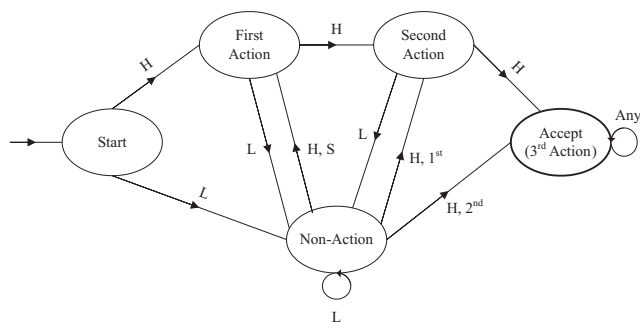 First
Action
Second
Action
H
H
H
Any
Start
Accept
(3rd Action)
L
H, S
L
H, 1st
H, 2nd
L
Non-Action
L